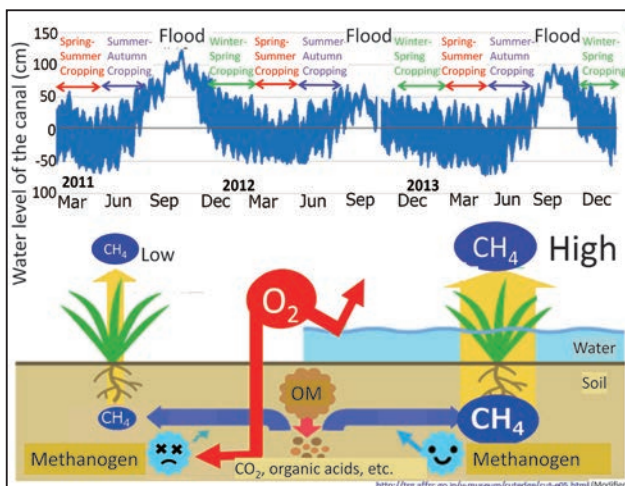 Water level of the canal (cm)
150
100
50
0
-50
100
Flood
Flood
Flood
Spring-
Summer
Cropping
Summer-
Autumn
Cropping
Winter-
Spring
Cropping
Spring-
Summer
Cropping
Summer-
Autumn
Cropping
Winter-
Spring
Cropping
Spring-
Summer
Cropping
Summer-
Autumn
Cropping
Winter-
Spring
Cropping
2011
2012
2013
Mar Jun Sep Dec Mar Jun Sep Dec Mar Jun Sep Dec
CH4 Low
O2
CH4 High
Water
Soil
OM
CH4
CH4
Methanogen
CO2, organic acids, etc.
Methanogen